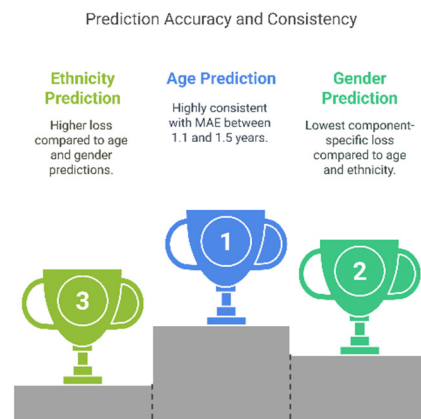 Prediction Accuracy and Consistency
Ethnicity
Prediction
Higher loss
compared to age
and gender
predictions.
Age Prediction
Highly consistent
with MAE between
1.1 and 1.5 years.
Gender
Prediction
Lowest component-
specific loss
compared to age
and ethnicity.
3
1
2